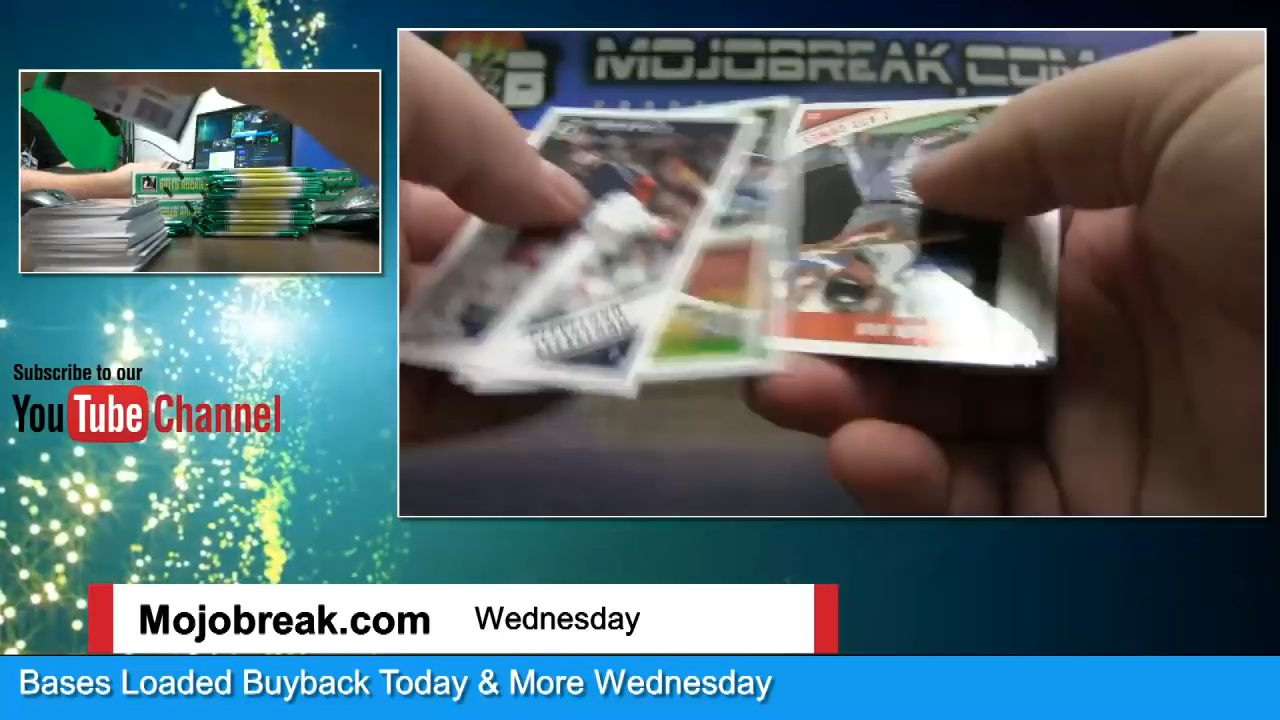 MOJOBREAK.COM
Subscribe to our
YouTube Channel
Mojobreak.com Wednesday
Bases Loaded Buyback Today & More Wednesday